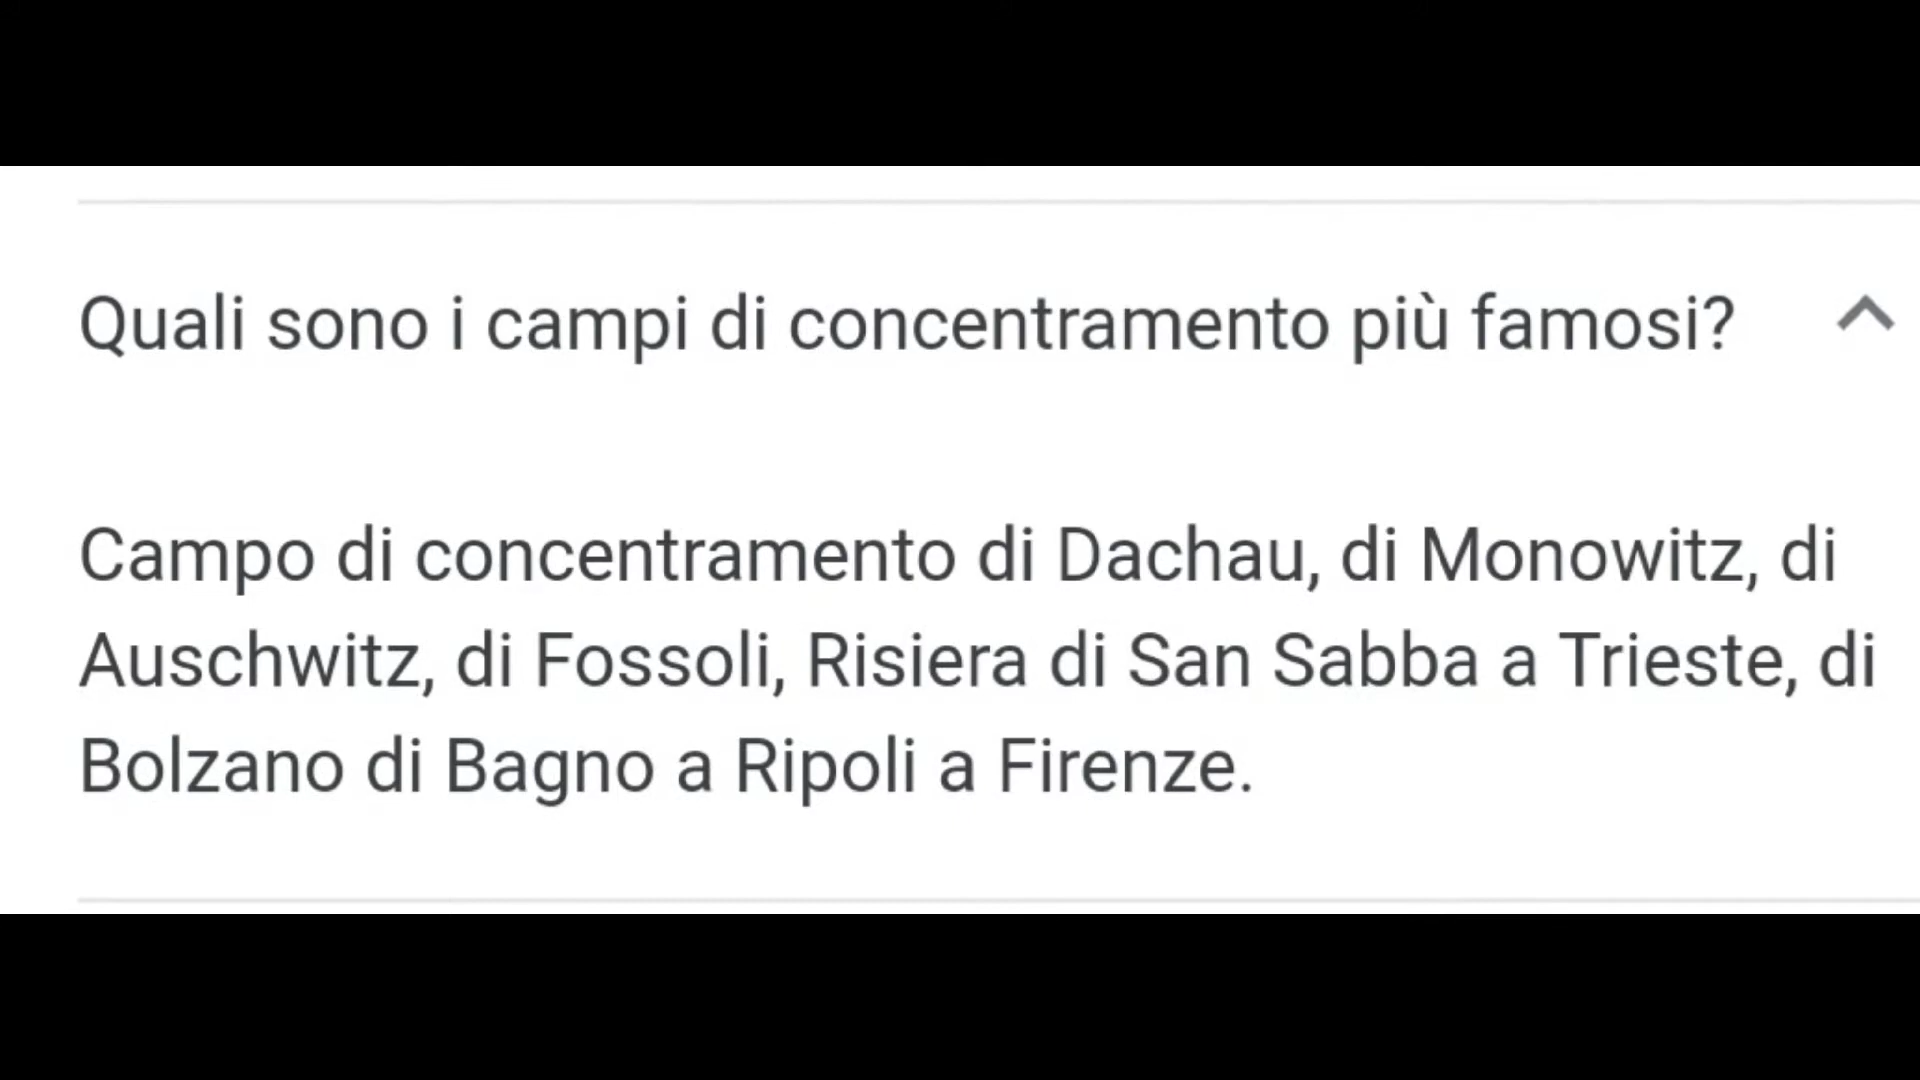 Quali sono i campi di concentramento più famosi?
Campo di concentramento di Dachau, di Monowitz, di
Auschwitz, di Fossoli, Risiera di San Sabba a Trieste, di
Bolzano di Bagno a Ripoli a Firenze.